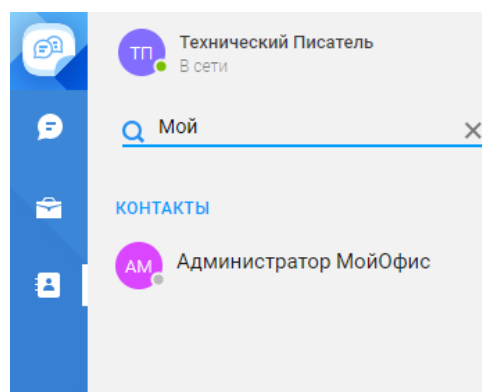 ТП
Технический Писатель
В сети
Мой
КОНТАКТЫ
АМ
Администратор МойОфис